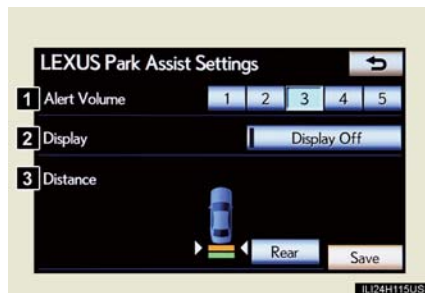 LEXUS Park Assist Settings
1 Alert Volume 1 2 3 4 5
2 Display Display Off
3 Distance
Rear
Save
ILI24H115US